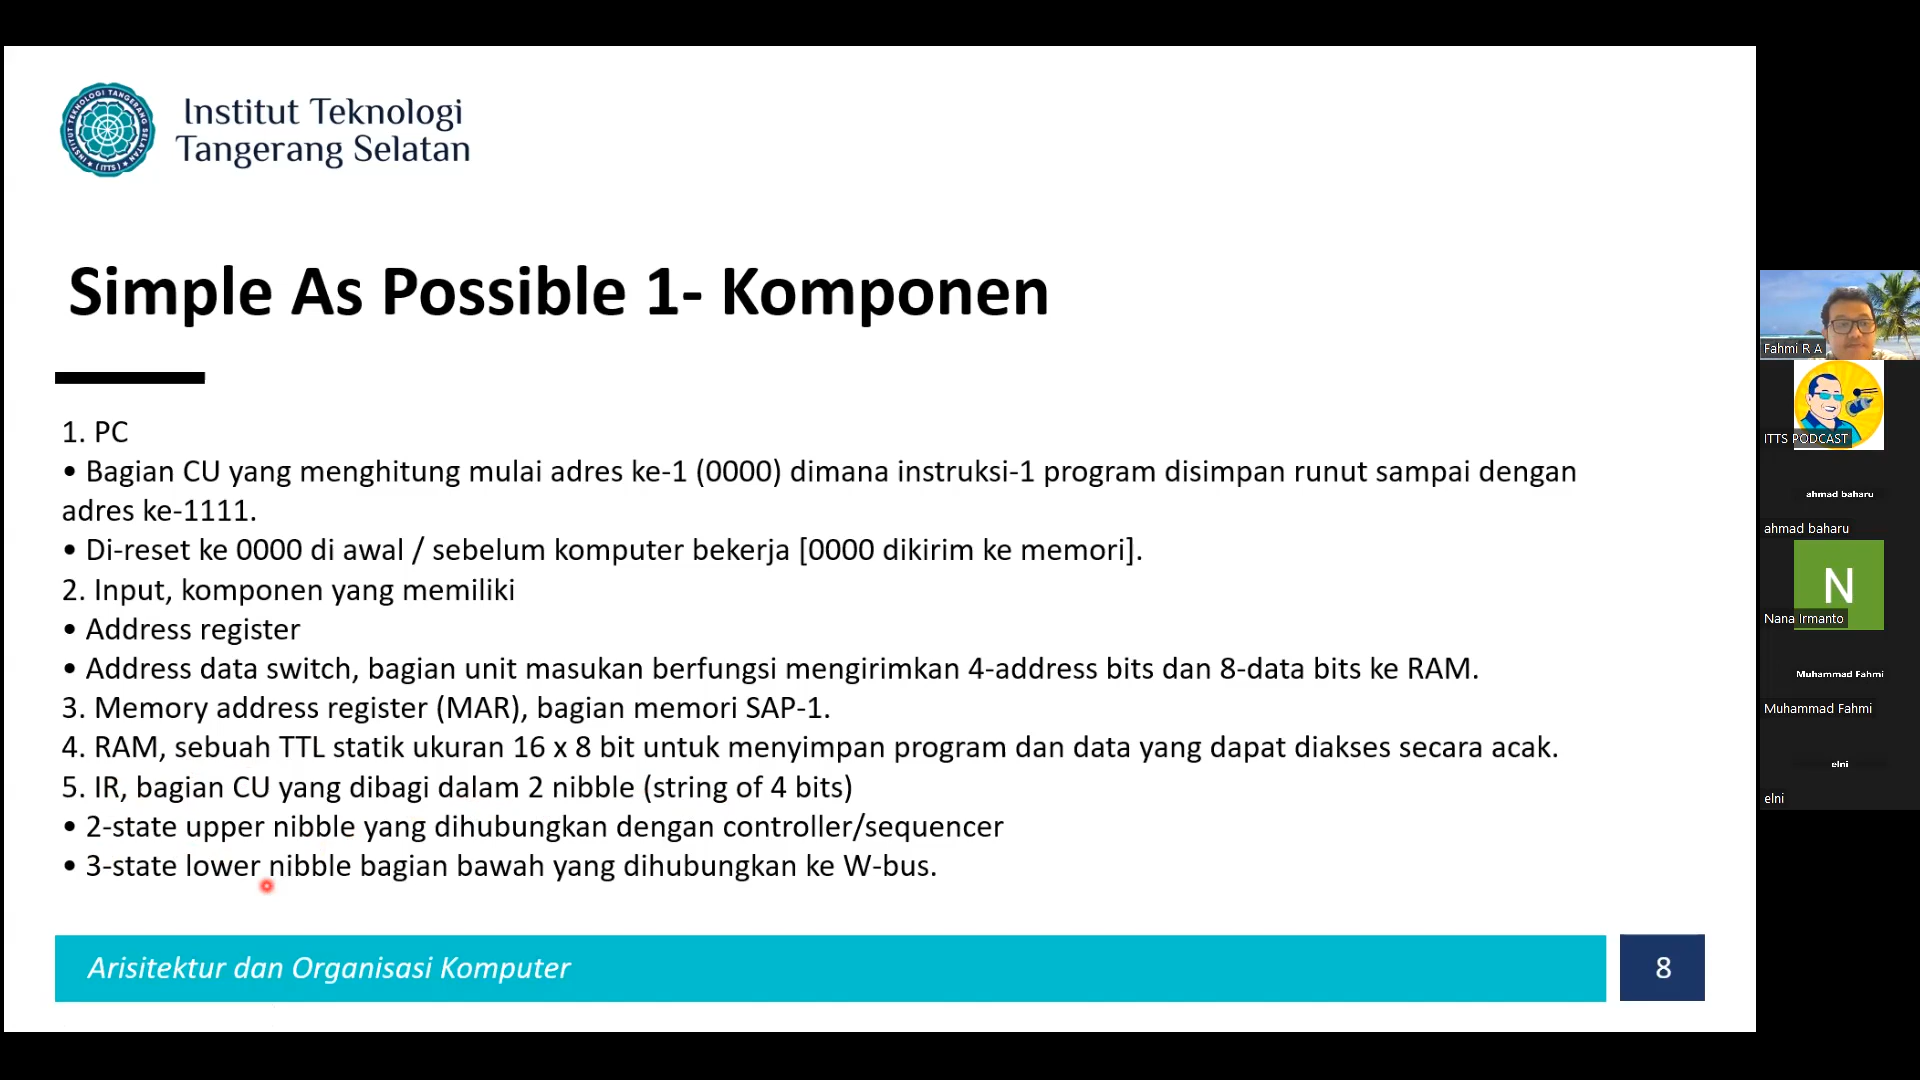 Institut Teknologi
Tangerang Selatan
Simple As Possible 1- Komponen
1. PC
• Bagian CU yang menghitung mulai adres ke-1 (0000) dimana instruksi-1 program disimpan runut sampai dengan
adres ke-1111.
• Di-reset ke 0000 di awal / sebelum komputer bekerja [0000 dikirim ke memori].
2. Input, komponen yang memiliki
• Address register
• Address data switch, bagian unit masukan berfungsi mengirimkan 4-address bits dan 8-data bits ke RAM.
3. Memory address register (MAR), bagian memori SAP-1.
4. RAM, sebuah TTL statik ukuran 16 x 8 bit untuk menyimpan program dan data yang dapat diakses secara acak.
5. IR, bagian CU yang dibagi dalam 2 nibble (string of 4 bits)
• 2-state upper nibble yang dihubungkan dengan controller/sequencer
• 3-state lower nibble bagian bawah yang dihubungkan ke W-bus.
Arisitektur dan Organisasi Komputer
8
Fahmi R A
ITTS PODCAST
ahmad baharu
ahmad baharu
N
Nana Irmanto
Muhammad Fahmi
Muhammad Fahmi
elni
elni
INSTITUT TEKNOLOGI TANGERANG SELATAN
(ITTS)